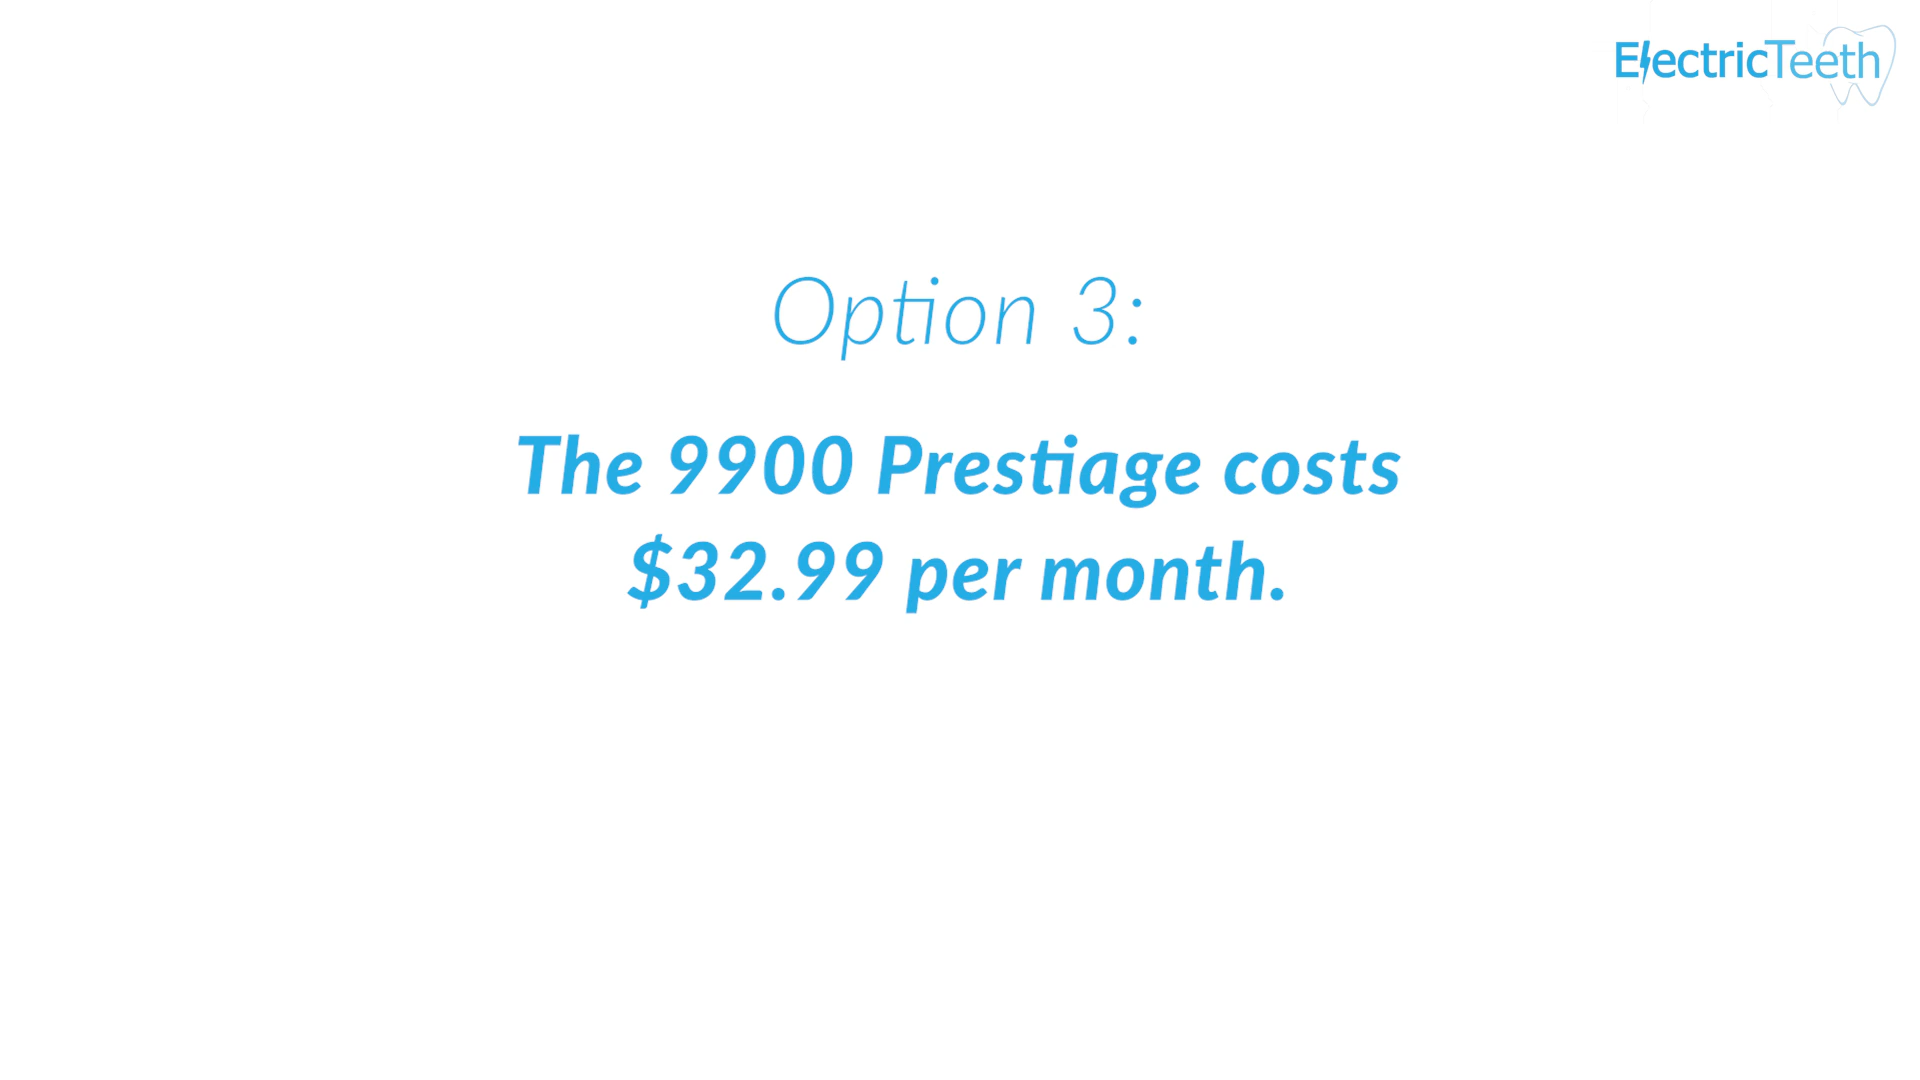 ElectricTeeth
Option 3:
The 9900 Prestiage costs
$32.99 per month.